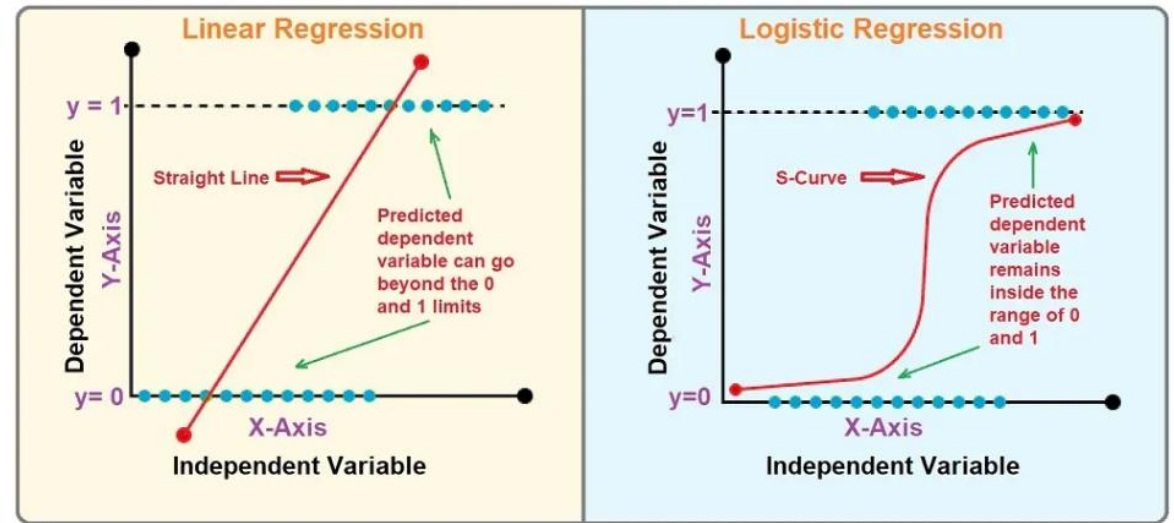 Linear Regression
y = 1
Straight Line
Predicted
dependent
variable can go
beyond the 0
and 1 limits
Dependent Variable
Y-Axis
y= 0
X-Axis
Independent Variable
Logistic Regression
y=1
S-Curve
Predicted
dependent
variable
remains
inside the
range of 0
and 1
Dependent Variable
Y-Axis
y=0
X-Axis
Independent Variable